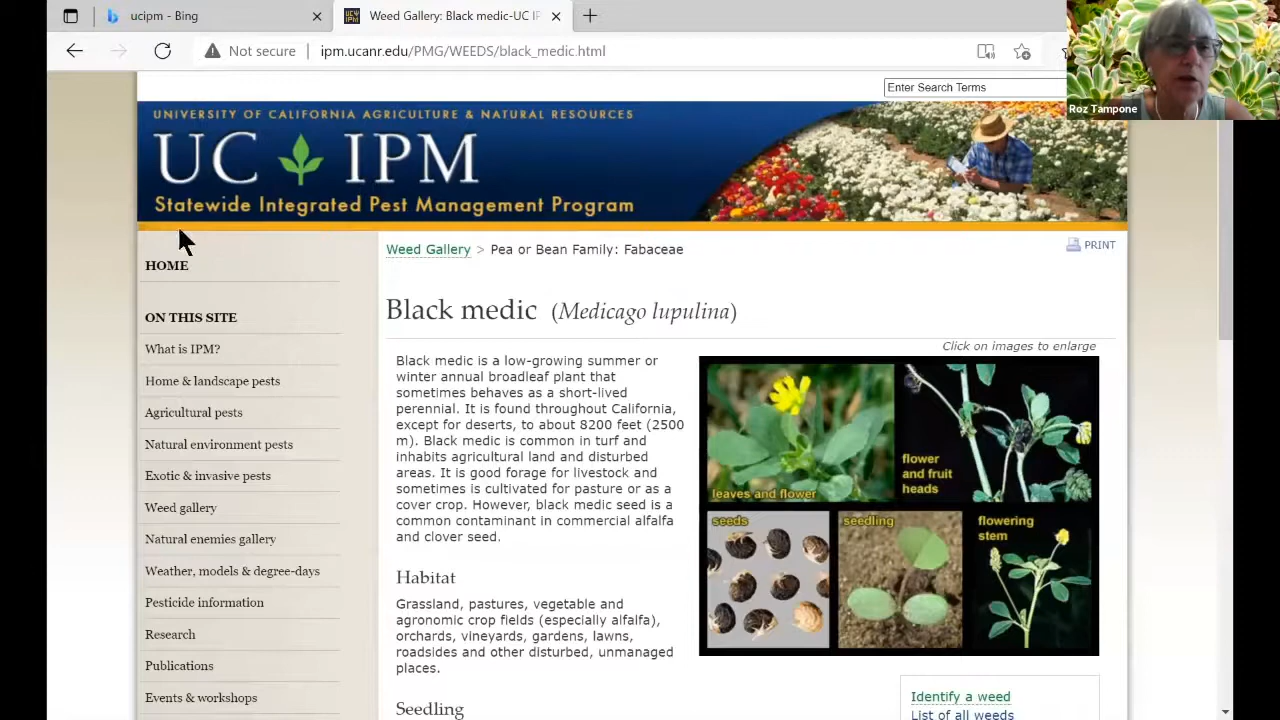 ucipm - Bing
Weed Gallery: Black medic-UC IP
Not secure
ipm.ucanr.edu/PMG/WEEDS/black_medic.html
Roz Tampone
Enter Search Terms
UNIVERSITY OF CALIFORNIA AGRICULTURE & NATURAL RESOURCES
UC IPM
Statewide Integrated Pest Management Program
HOME
ON THIS SITE
What is IPM?
Home & landscape pests
Agricultural pests
Natural environment pests
Exotic & invasive pests
Weed gallery
Natural enemies gallery
Weather, models & degree-days
Pesticide information
Research
Publications
Events & workshops
Weed Gallery > Pea or Bean Family: Fabaceae
PRINT
Black medic (Medicago lupulina)
Click on images to enlarge
Black medic is a low-growing summer or
winter annual broadleaf plant that
sometimes behaves as a short-lived
perennial. It is found throughout California,
except for deserts, to about 8200 feet (2500
m). Black medic is common in turf and
inhabits agricultural land and disturbed
areas. It is good forage for livestock and
sometimes is cultivated for pasture or as a
cover crop. However, black medic seed is a
common contaminant in commercial alfalfa
and clover seed.
Habitat
Grassland, pastures, vegetable and
agronomic crop fields (especially alfalfa),
orchards, vineyards, gardens, lawns,
roadsides and other disturbed, unmanaged
places.
Seedling
leaves and flower
flower
and fruit
heads
seeds
seedling
flowering
stem
Identify a weed
List of all weeds